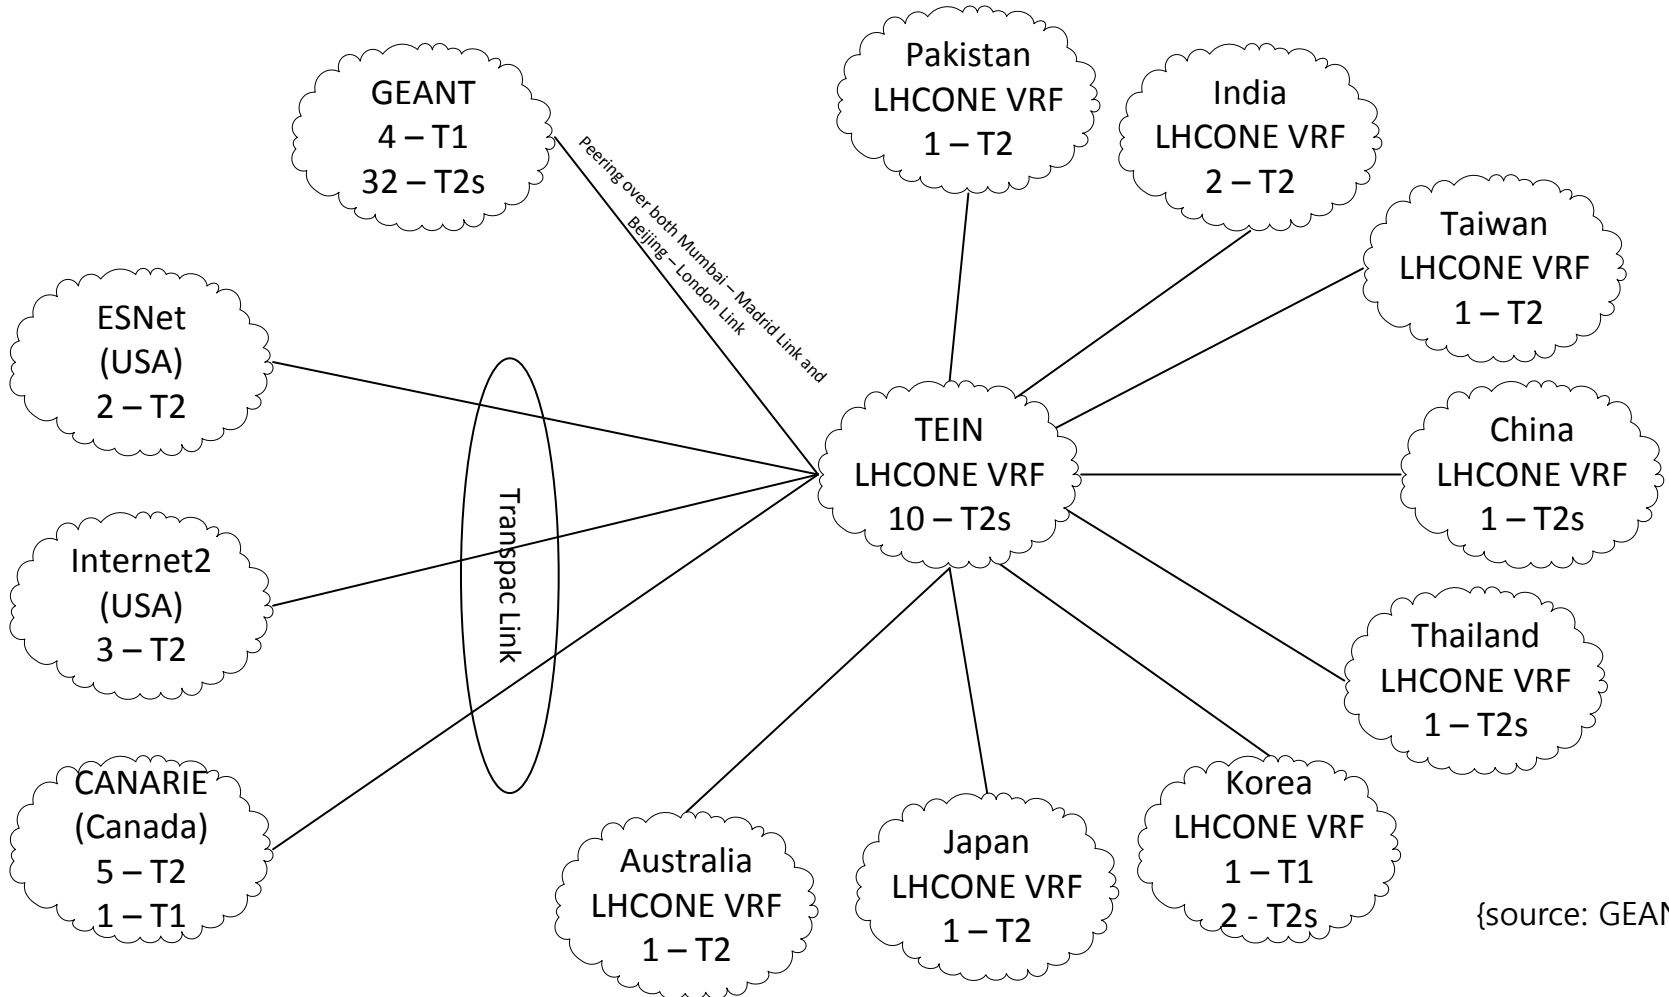 GEANT
4 – T1
32 – T2s
Pakistan
LHCONE VRF
1 – T2
India
LHCONE VRF
2 – T2
Taiwan
LHCONE VRF
1 – T2
Peering over both Mumbai – Madrid Link and
Beijing – London Link
ESNet
(USA)
2 – T2
TEIN
LHCONE VRF
10 – T2s
China
LHCONE VRF
1 – T2s
Transpac Link
Internet2
(USA)
3 – T2
Thailand
LHCONE VRF
1 – T2s
CANARIE
(Canada)
5 – T2
1 – T1
Australia
LHCONE VRF
1 – T2
Japan
LHCONE VRF
1 – T2
Korea
LHCONE VRF
1 – T1
2 - T2s
{source: